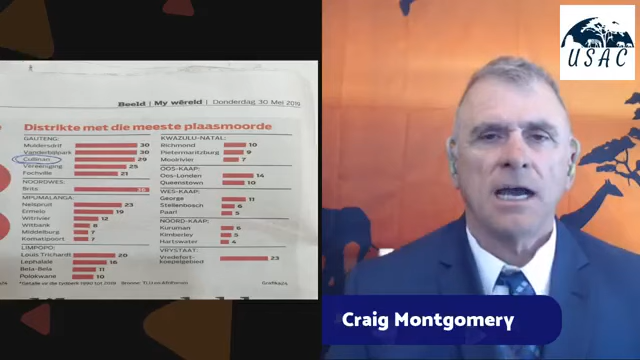 Beeld | My wêreld | Donderdag 30 Mei 2019
Distrikte met die meeste plaasmoorde
GAUTENG:
Muldersdrif 30
Vanderbijlpark 30
Cullinan 29
Vereeniging 25
Fochville 21
NOORDWES:
Brits 35
MPUMALANGA:
Nelspruit 23
Ermelo 19
Witrivier 12
Witbank 8
Middelburg 7
Komatipoort 7
LIMPOPO:
Louis Trichardt 20
Lephalale 16
Bela-Bela 11
Polokwane 10
KWAZULU-NATAL:
Richmond 10
Pietermaritzburg 9
Mooirivier 7
OOS-KAAP:
Oos-Londen 14
Queenstown 10
WES-KAAP:
George 11
Stellenbosch 6
Paarl 5
NOORD-KAAP:
Kuruman 6
Kimberley 5
Hartswater 4
VRYSTAAT:
Vredefort-
koepelgebied 23
Grafika24
USAC
Craig Montgomery